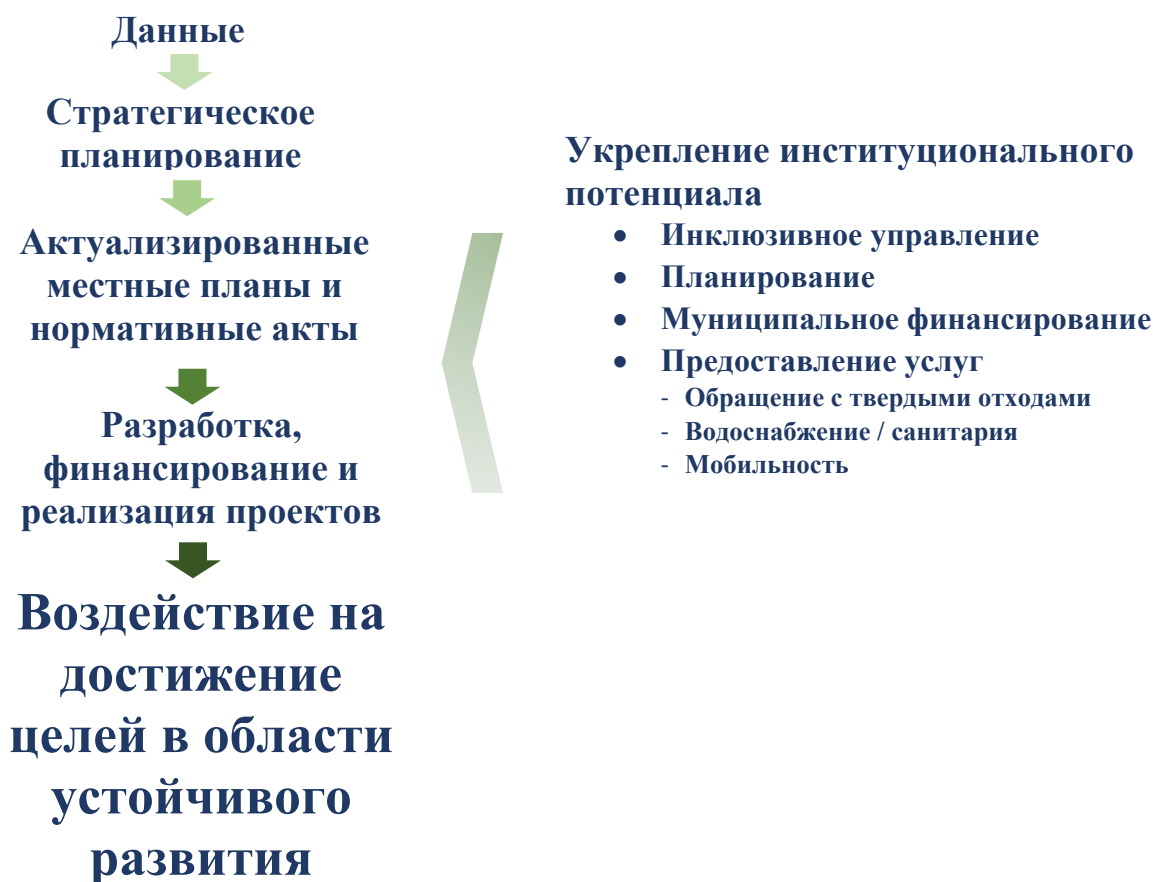 Данные
Стратегическое
планирование
Актуализированные
местные планы и
нормативные акты
Разработка,
финансирование и
реализация проектов
Воздействие на
достижение
целей в области
устойчивого
развития
Укрепление институционального
потенциала
• Инклюзивное управление
• Планирование
• Муниципальное финансирование
• Предоставление услуг
- Обращение с твердыми отходами
- Водоснабжение / санитария
- Мобильность